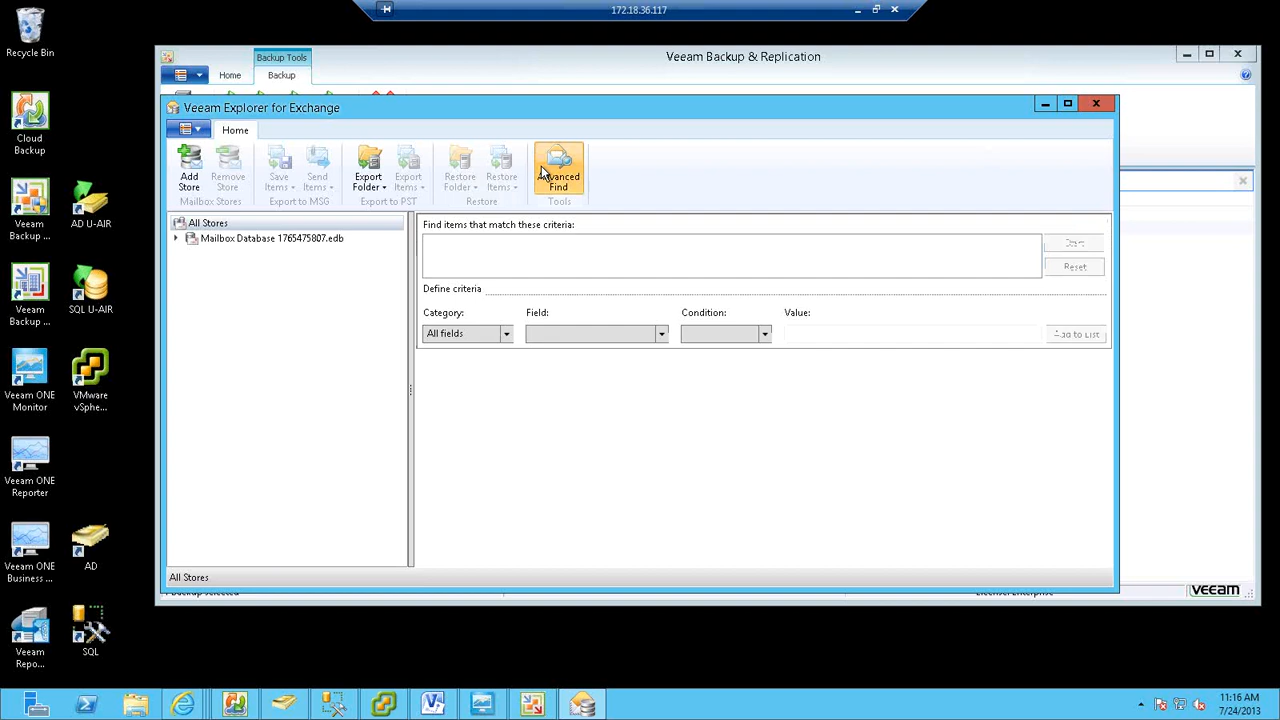 172.18.36.117
Recycle Bin
Cloud
Backup
Veeam
Backup ...
AD U-AIR
Veeam
Backup ...
SQL U-AIR
Veeam ONE
Monitor
VMware
vSphe...
Veeam ONE
Reporter
Veeam ONE
Business ...
AD
Veeam
Repo...
SQL
Backup Tools
Veeam Backup & Replication
Home
Backup
Veeam Explorer for Exchange
Home
Add
Store
Remove
Store
Mailbox Stores
Save
Items
Send
Items
Export to MSG
Export
Folder
Export
Items
Export to PST
Restore
Folder
Restore
Items
Restore
Advanced
Find
Tools
All Stores
Mailbox Database 1765475807.edb
Find items that match these criteria:
Start
Reset
Define criteria
Category:
Field:
Condition:
Value:
All fields
Add to List
All Stores
1 Backup selected
License: Enterprise
veeam
11:16 AM
7/24/2013